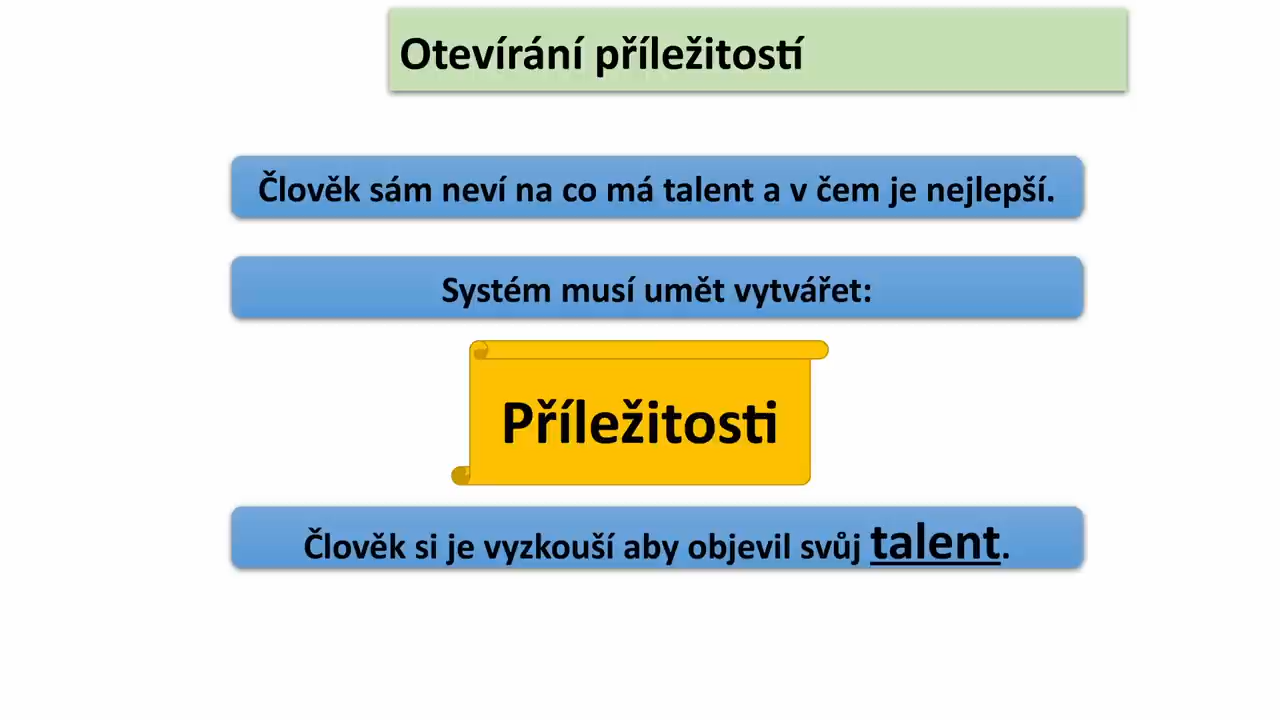 Otevírání příležitostí
Člověk sám neví na co má talent a v čem je nejlepší.
Systém musí umět vytvářet:
Příležitosti
Člověk si je vyzkouší aby objevil svůj talent.